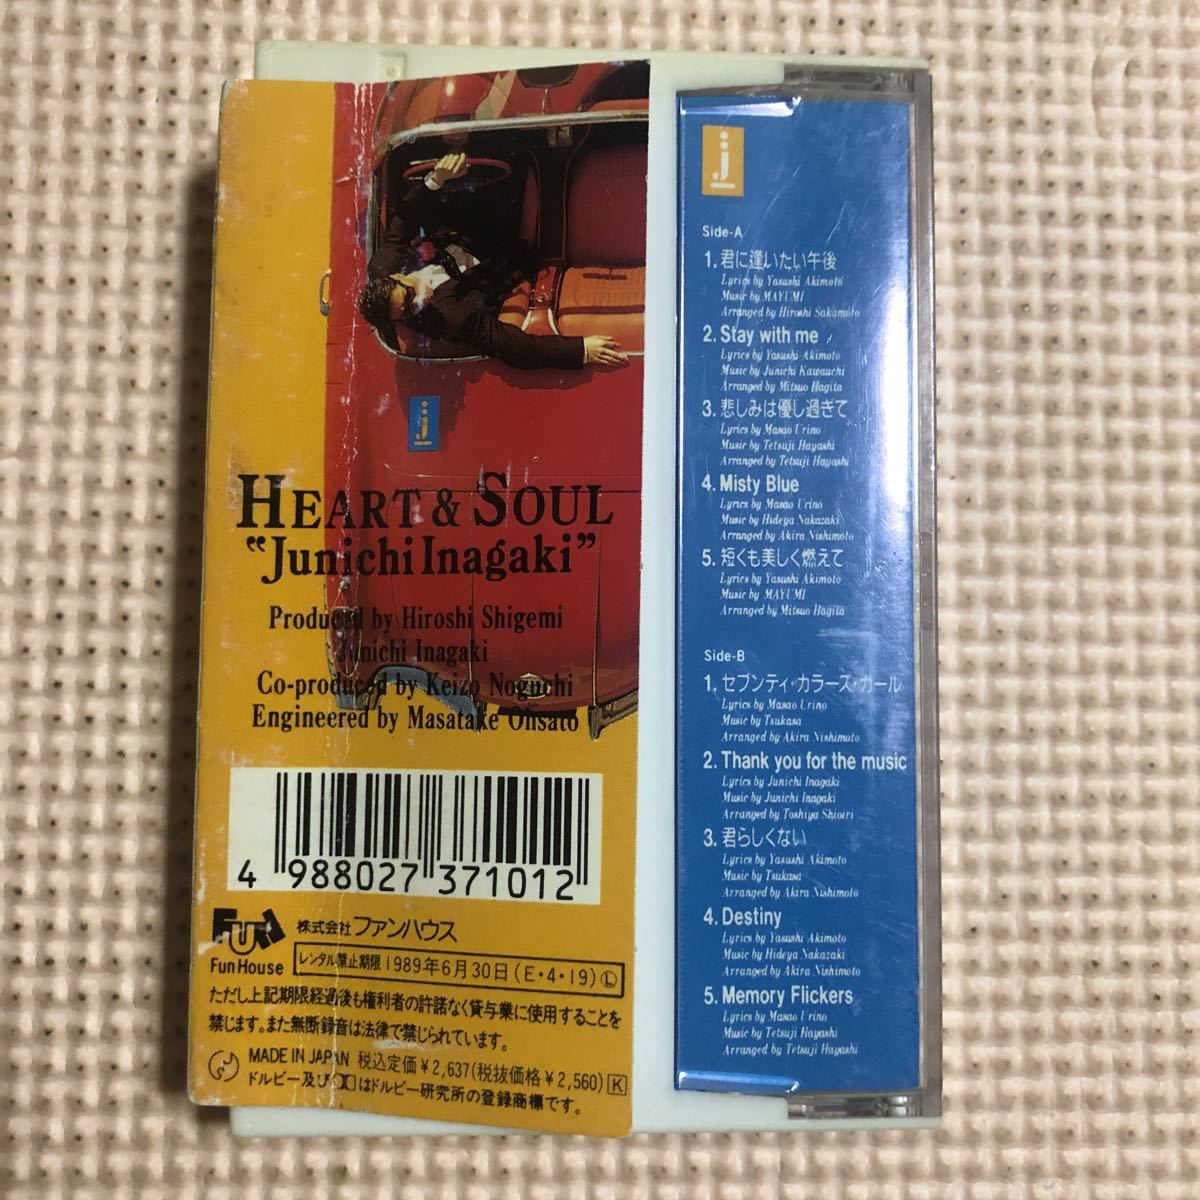 j
HEART & SOUL
“Junichi Inagaki”
Produced by Hiroshi Shigemi
Junichi Inagaki
Co-produced by Keizo Noguchi
Engineered by Masatake Ohsato
4 988027 371012
FUN
Fun House
株式会社ファンハウス
レンタル禁止期限 1989年6月30日(E・4・19)Ⓛ
ただし上記期限経過後も権利者の許諾なく貸与業に使用することを
禁じます。また無断録音は法律で禁じられています。
MADE IN JAPAN 税込定価¥2,637(税抜価格¥2,560) K
ドルビー及びはドルビー研究所の登録商標です。
j
Side-A
1. 君に逢いたい午後
Lyrics by Yasushi Akimoto
Music by MAYUMI
Arranged by Hiroshi Sakamoto
2. Stay with me
Lyrics by Yasushi Akimoto
Music by Junichi Kawauchi
Arranged by Mitsuo Hagita
3. 悲しみは優し過ぎて
Lyrics by Masao Urino
Music by Tetsuji Hayashi
Arranged by Tetsuji Hayashi
4. Misty Blue
Lyrics by Masao Urino
Music by Hideya Nakazaki
Arranged by Akira Nishimoto
5. 短くも美しく燃えて
Lyrics by Yasushi Akimoto
Music by MAYUMI
Arranged by Mitsuo Hagita
Side-B
1. セブンティ・カラーズ・ガール
Lyrics by Masao Urino
Music by Tsukasa
Arranged by Akira Nishimoto
2. Thank you for the music
Lyrics by Junichi Inagaki
Music by Junichi Inagaki
Arranged by Toshiya Shioiri
3. 君らしくない
Lyrics by Yasushi Akimoto
Music by Tsukasa
Arranged by Akira Nishimoto
4. Destiny
Lyrics by Yasushi Akimoto
Music by Hideya Nakazaki
Arranged by Akira Nishimoto
5. Memory Flickers
Lyrics by Masao Urino
Music by Tetsuji Hayashi
Arranged by Tetsuji Hayashi